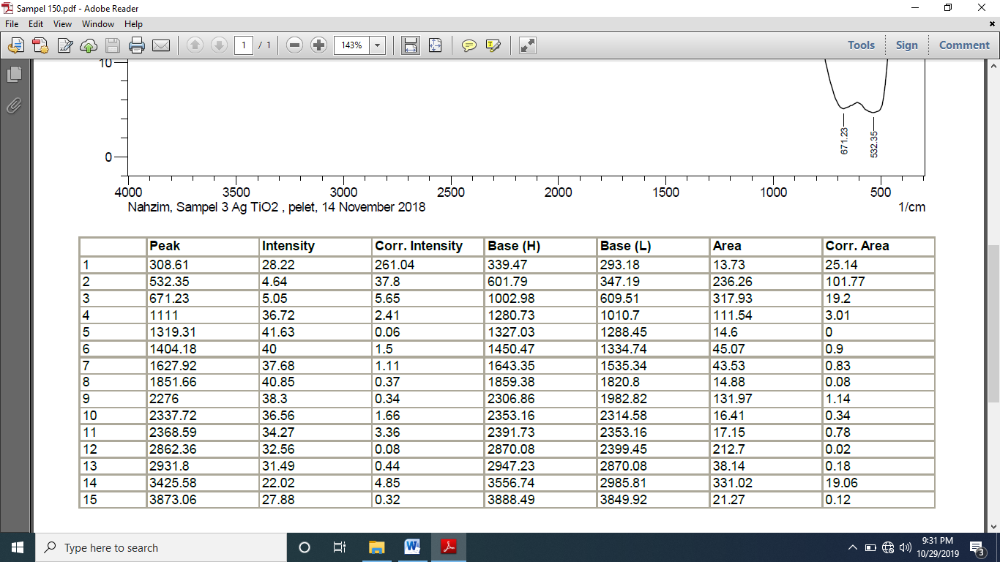 Sampel 150.pdf - Adobe Reader
File Edit View Window Help
1 / 1 143% Tools Sign Comment
10
0
671.23
532.35
4000 3500 3000 2500 2000 1500 1000 500
Nahzim, Sampel 3 Ag TiO2 , pelet, 14 November 2018 1/cm
Peak Intensity Corr. Intensity Base (H) Base (L) Area Corr. Area
1 308.61 28.22 261.04 339.47 293.18 13.73 25.14
2 532.35 4.64 37.8 601.79 347.19 236.26 101.77
3 671.23 5.05 5.65 1002.98 609.51 317.93 19.2
4 1111 36.72 2.41 1280.73 1010.7 111.54 3.01
5 1319.31 41.63 0.06 1327.03 1288.45 14.6 0
6 1404.18 40 1.5 1450.47 1334.74 45.07 0.9
7 1627.92 37.68 1.11 1643.35 1535.34 43.53 0.83
8 1851.66 40.85 0.37 1859.38 1820.8 14.88 0.08
9 2276 38.3 0.34 2306.86 1982.82 131.97 1.14
10 2337.72 36.56 1.66 2353.16 2314.58 16.41 0.34
11 2368.59 34.27 3.36 2391.73 2353.16 17.15 0.78
12 2862.36 32.56 0.08 2870.08 2399.45 212.7 0.02
13 2931.8 31.49 0.44 2947.23 2870.08 38.14 0.18
14 3425.58 22.02 4.85 3556.74 2985.81 331.02 19.06
15 3873.06 27.88 0.32 3888.49 3849.92 21.27 0.12
Type here to search
9:31 PM
10/29/2019
3